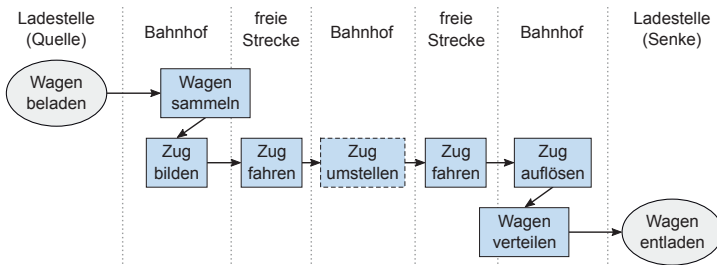 Ladestelle
(Quelle)
Bahnhof
freie
Strecke
Bahnhof
freie
Strecke
Bahnhof
Ladestelle
(Senke)
Wagen
beladen
Wagen
sammeln
Zug
bilden
Zug
fahren
Zug
umstellen
Zug
fahren
Zug
auflösen
Wagen
verteilen
Wagen
entladen